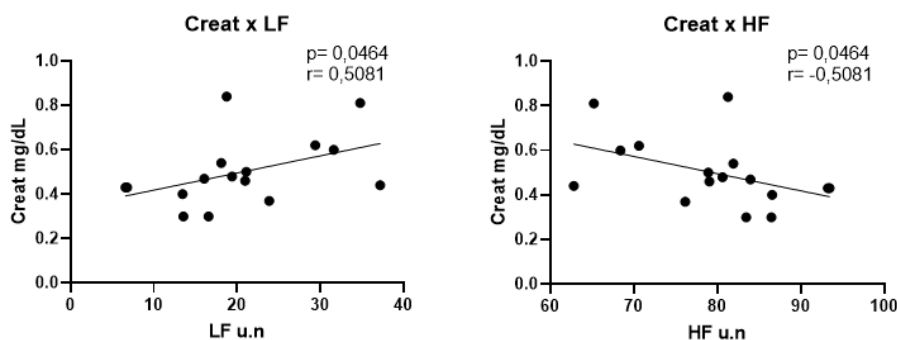 Creat x LF
p= 0,0464
r= 0,5081
1.0
0.8
0.6
0.4
0.2
0.0
Creat mg/dL
0
10
20
30
40
LF u.n
Creat x HF
p= 0,0464
r= -0,5081
1.0
0.8
0.6
0.4
0.2
0.0
Creat mg/dL
60
70
80
90
100
HF u.n